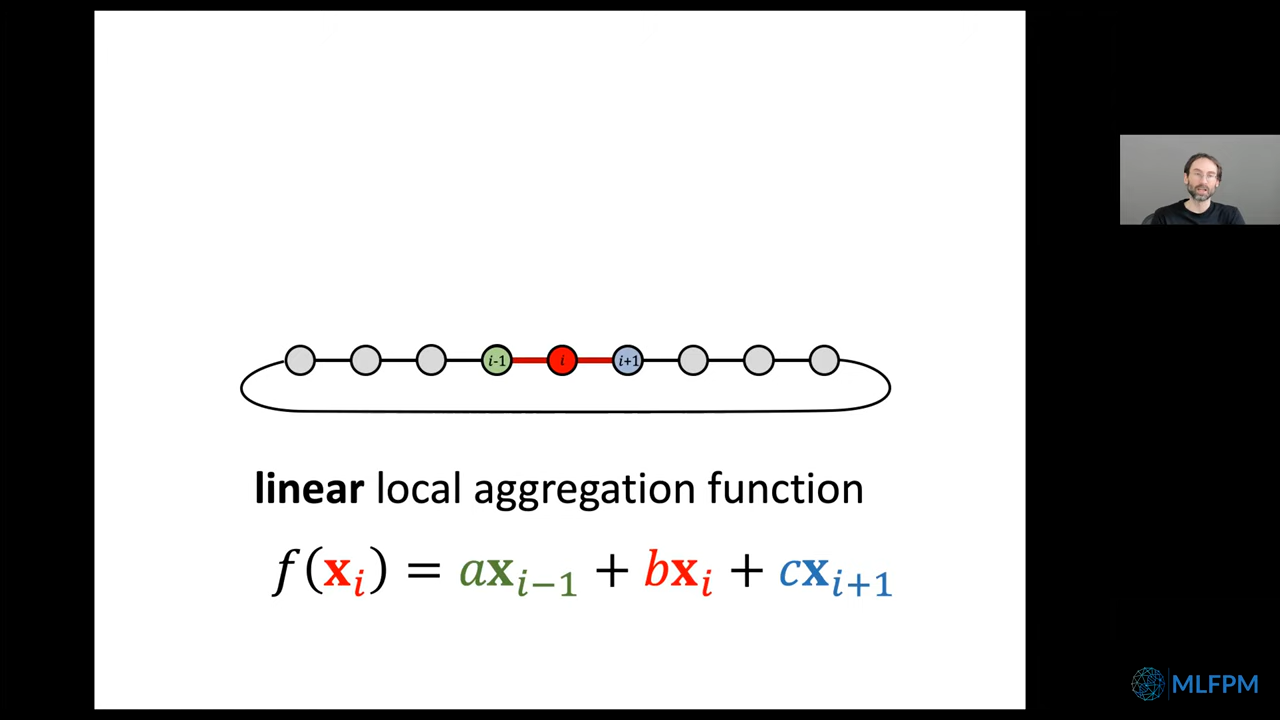 i-1 i i+1
linear local aggregation function
f(𝐱ᵢ) = a𝐱ᵢ₋₁ + b𝐱ᵢ + c𝐱ᵢ₊₁
MLFPM